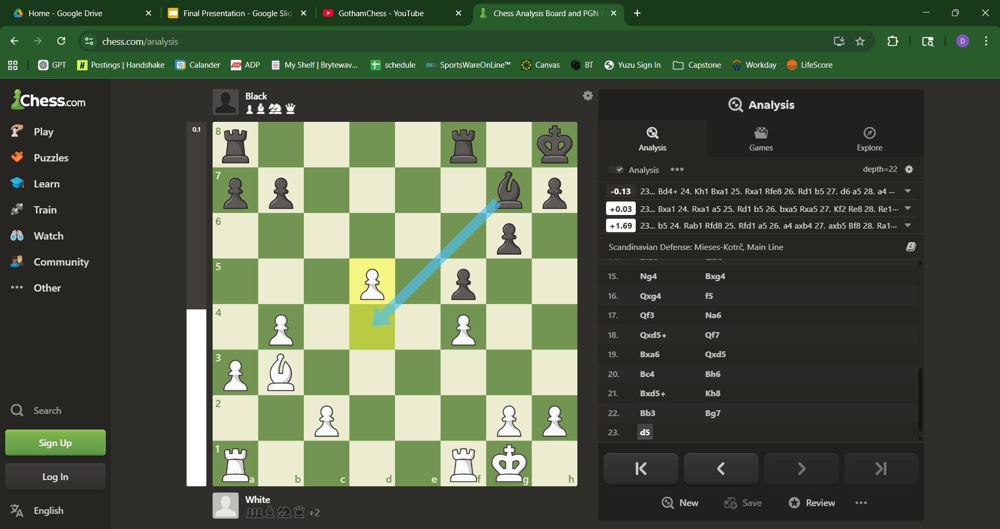 Home - Google Drive
Final Presentation - Google Slid
GothamChess - YouTube
Chess Analysis Board and PGN
chess.com/analysis
D
GPT
Postings | Handshake
15
Calander
ADP
ADP
My Shelf | Brytewav...
schedule
SportsWareOnLine™
Canvas
BT
Yuzu Sign In
Capstone
Workday
LifeScore
Chess.com
Play
Puzzles
Learn
Train
Watch
Community
Other
Search
Sign Up
Log In
English
Black
0.1
8
7
6
5
4
3
2
1
a
b
c
d
e
f
g
h
White
+2
Analysis
Analysis
Games
Explore
Analysis
depth=22
-0.13 23... Bd4+ 24. Kh1 Bxa1 25. Rxa1 Rfe8 26. Rd1 b5 27. d6 a5 28. a4 ...
+0.03 23... Bxa1 24. Rxa1 a5 25. Rd1 b5 26. bxa5 Rxa5 27. Kf2 Re8 28. Re1...
+1.69 23... b5 24. Rab1 Rfd8 25. Rfd1 a5 26. a4 axb4 27. axb5 Bf8 28. Ra1...
Scandinavian Defense: Mieses-Kotrč, Main Line
15. Ng4 Bxg4
16. Qxg4 f5
17. Qf3 Na6
18. Qxd5+ Qf7
19. Bxa6 Qxd5
20. Bc4 Bh6
21. Bxd5+ Kh8
22. Bb3 Bg7
23. d5
New
Save
Review